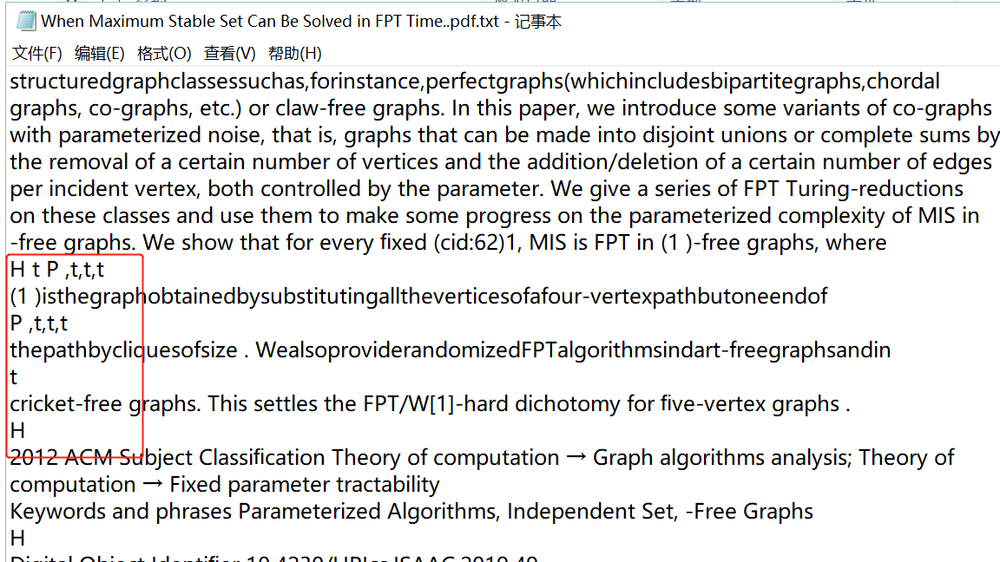 When Maximum Stable Set Can Be Solved in FPT Time..pdf.txt - 记事本
文件(F) 编辑(E) 格式(O) 查看(V) 帮助(H)
structuredgraphclassessuchas,forinstance,perfectgraphs(whichincludesbipartitegraphs,chordal
graphs, co-graphs, etc.) or claw-free graphs. In this paper, we introduce some variants of co-graphs
with parameterized noise, that is, graphs that can be made into disjoint unions or complete sums by
the removal of a certain number of vertices and the addition/deletion of a certain number of edges
per incident vertex, both controlled by the parameter. We give a series of FPT Turing-reductions
on these classes and use them to make some progress on the parameterized complexity of MIS in
-free graphs. We show that for every fixed (cid:62)1, MIS is FPT in (1 )-free graphs, where
H t P ,t,t,t
(1 )isthegraphobtainedbysubstitutingalltheverticesofafour-vertexpathbutoneendof
P ,t,t,t
thepathbycliquesofsize . WealsoproviderandomizedFPTalgorithmsindart-freegraphsandin
t
cricket-free graphs. This settles the FPT/W[1]-hard dichotomy for five-vertex graphs .
H
2012 ACM Subject Classification Theory of computation → Graph algorithms analysis; Theory of
computation → Fixed parameter tractability
Keywords and phrases Parameterized Algorithms, Independent Set, -Free Graphs
H
Digital Object Identifier 10.4230/LIPIcs.ISAAC.2019.49